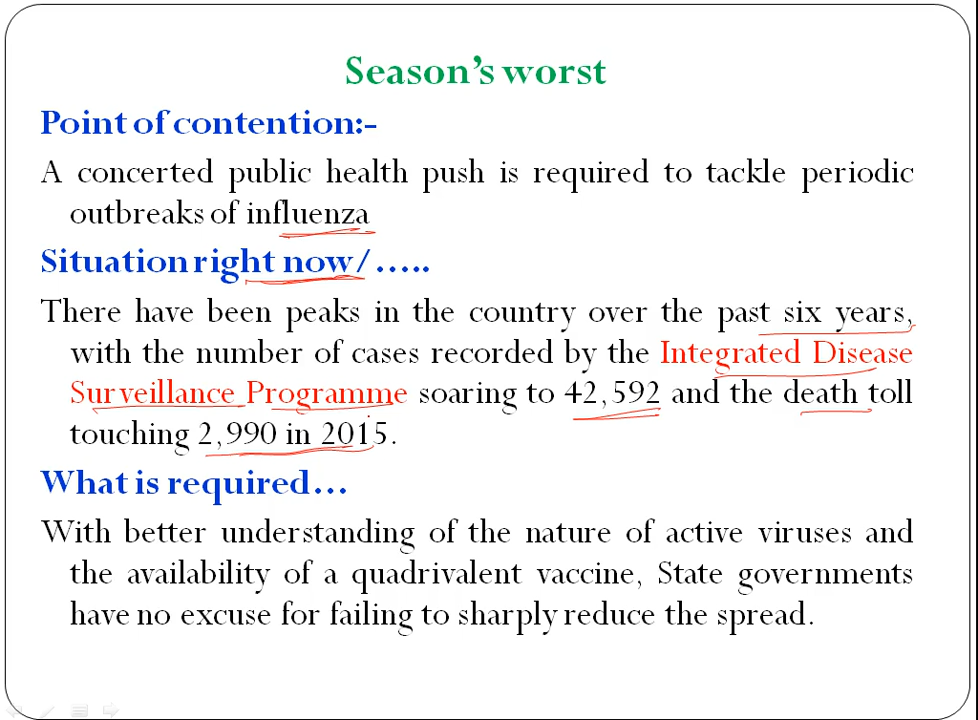 Season’s worst
Point of contention:-
A concerted public health push is required to tackle periodic
outbreaks of influenza
Situation right now/…..
There have been peaks in the country over the past six years,
with the number of cases recorded by the Integrated Disease
Surveillance Programme soaring to 42,592 and the death toll
touching 2,990 in 2015.
What is required…
With better understanding of the nature of active viruses and
the availability of a quadrivalent vaccine, State governments
have no excuse for failing to sharply reduce the spread.